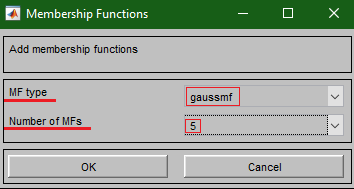 Membership Functions
Add membership functions
MF type
gaussmf
Number of MFs
5
OK
Cancel